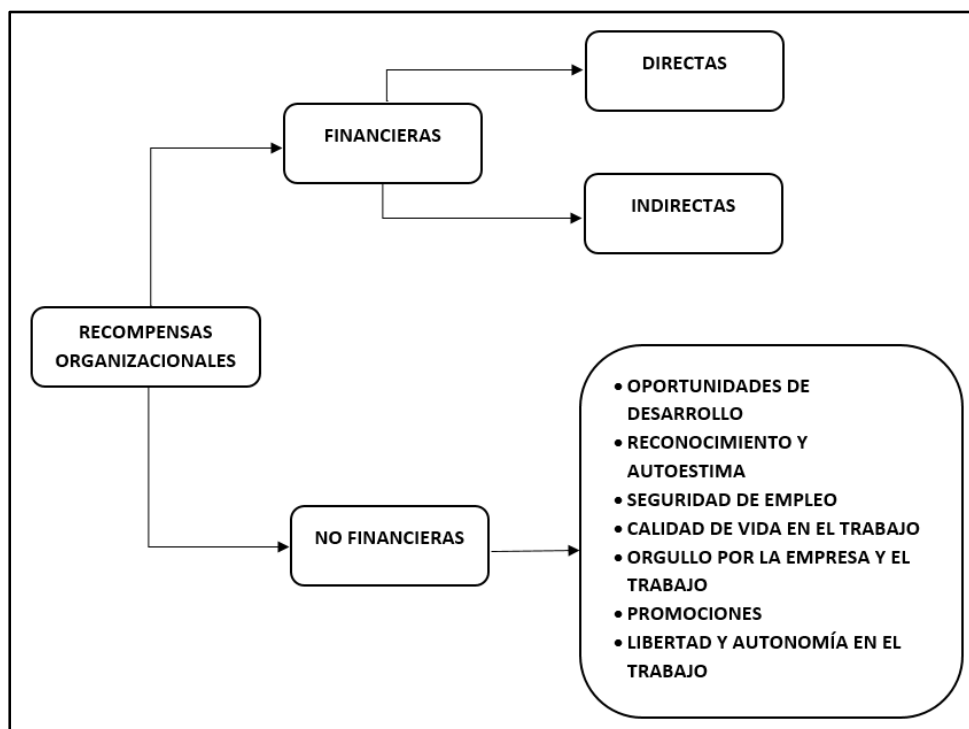 DIRECTAS
FINANCIERAS
INDIRECTAS
RECOMPENSAS
ORGANIZACIONALES
NO FINANCIERAS
• OPORTUNIDADES DE
DESARROLLO
• RECONOCIMIENTO Y
AUTOESTIMA
• SEGURIDAD DE EMPLEO
• CALIDAD DE VIDA EN EL TRABAJO
• ORGULLO POR LA EMPRESA Y EL
TRABAJO
• PROMOCIONES
• LIBERTAD Y AUTONOMÍA EN EL
TRABAJO